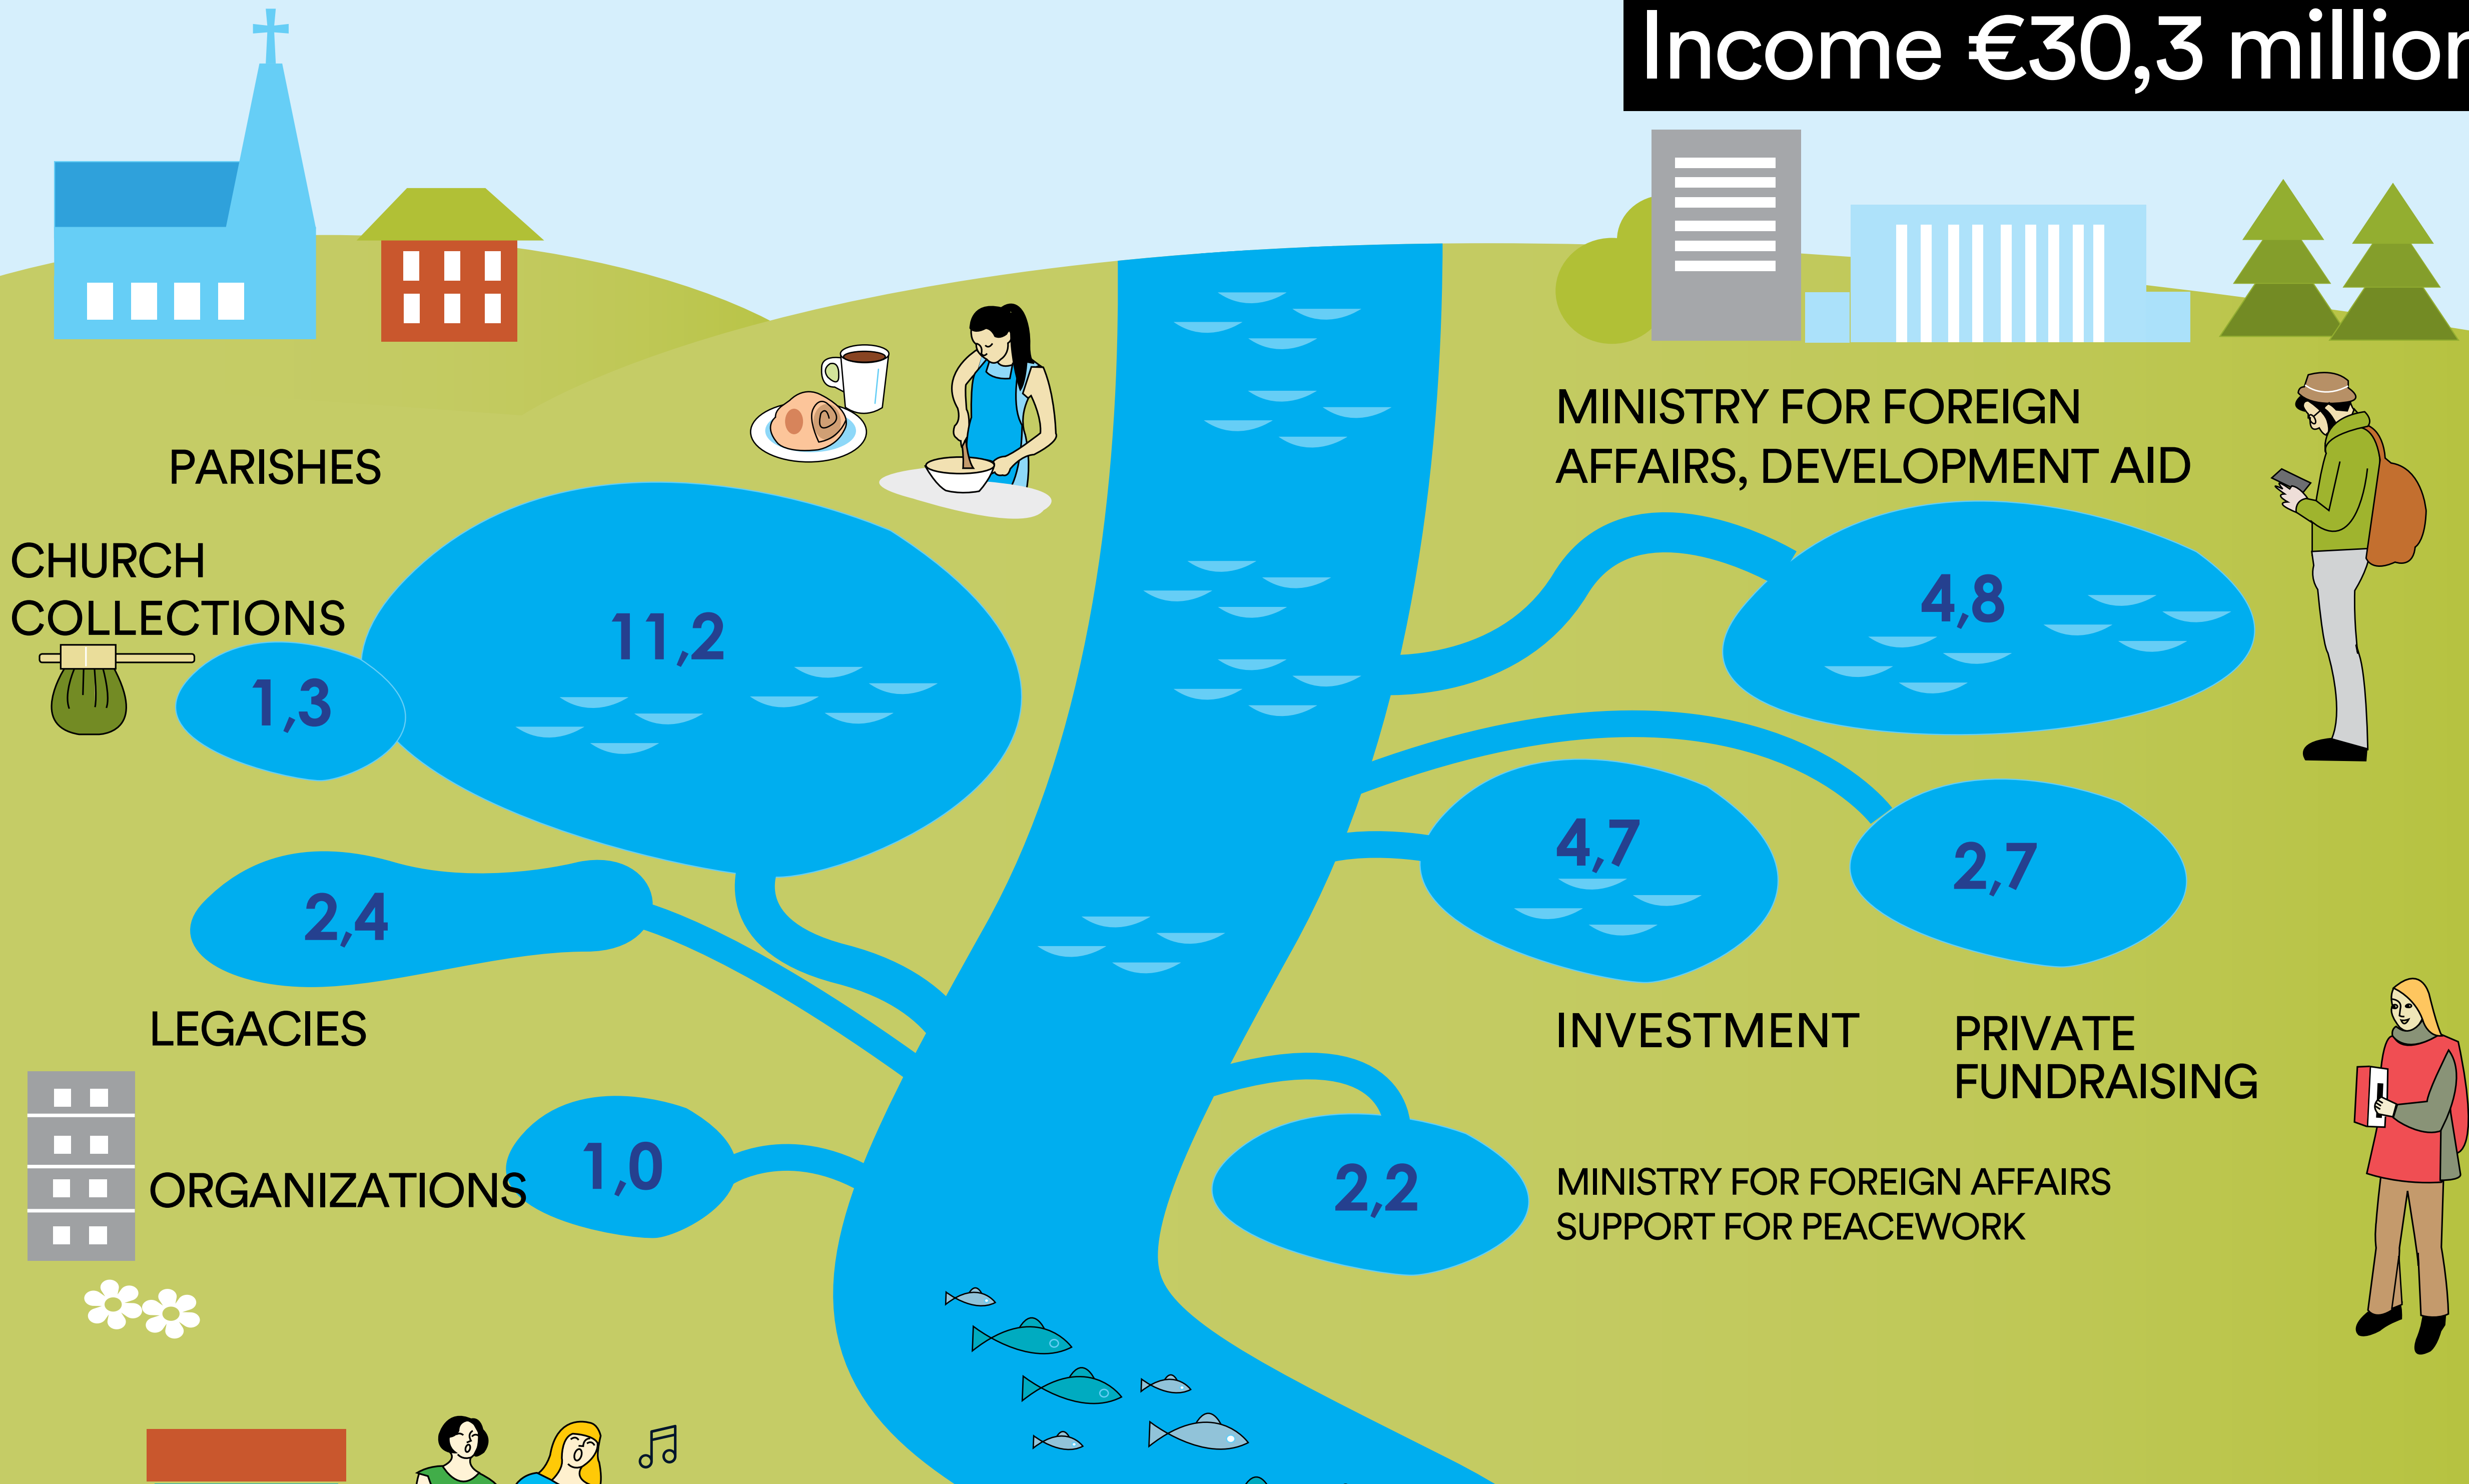 Income €30,3 million
PARISHES
CHURCH
COLLECTIONS
11,2
1,3
2,4
LEGACIES
ORGANIZATIONS
1,0
MINISTRY FOR FOREIGN
AFFAIRS, DEVELOPMENT AID
4,8
4,7
2,7
INVESTMENT
PRIVATE
FUNDRAISING
2,2
MINISTRY FOR FOREIGN AFFAIRS
SUPPORT FOR PEACEWORK